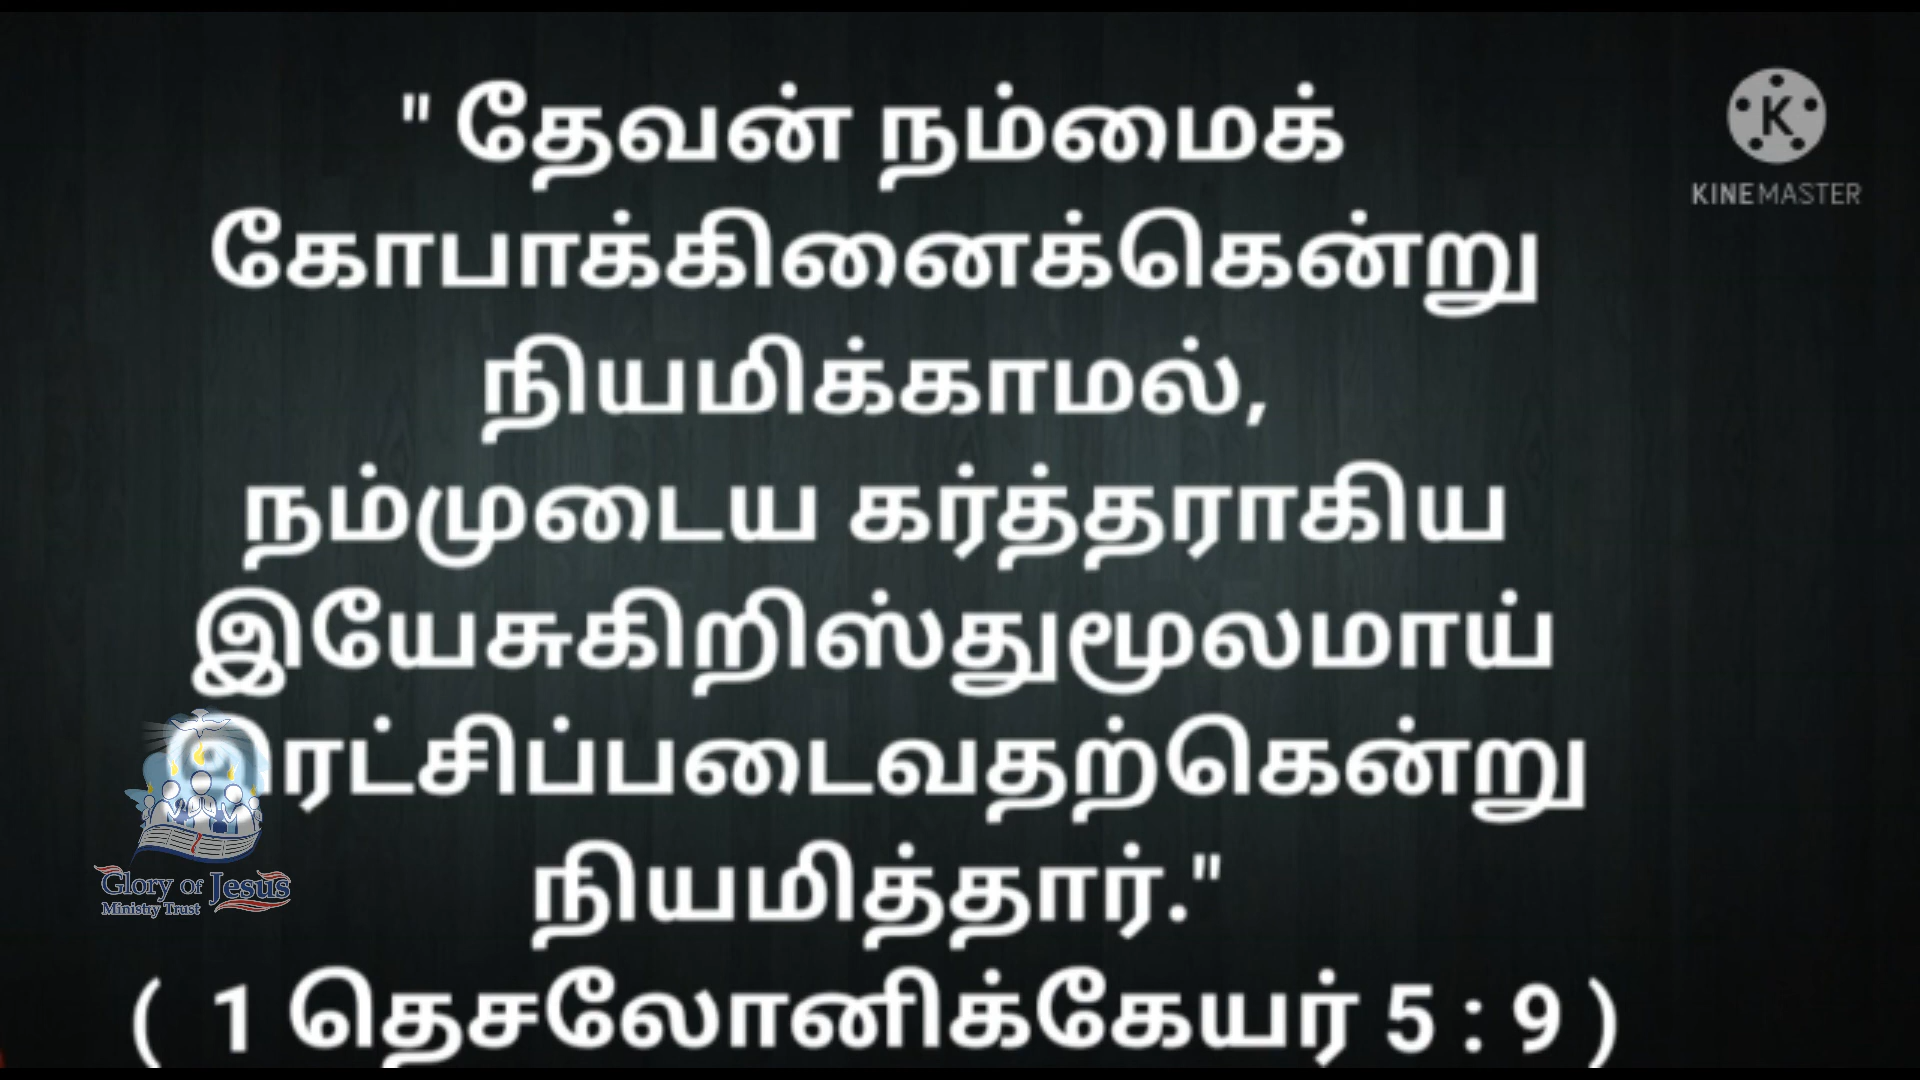 " தேவன் நம்மைக்
கோபாக்கினைக்கென்று
நியமிக்காமல்,
நம்முடைய கர்த்தராகிய
இயேசுகிறிஸ்துமூலமாய்
இரட்சிப்படைவதற்கென்று
நியமித்தார்."
( 1 தெசலோனிக்கேயர் 5 : 9 )
K
KINEMASTER
Glory OF Jesus
Ministry Trust